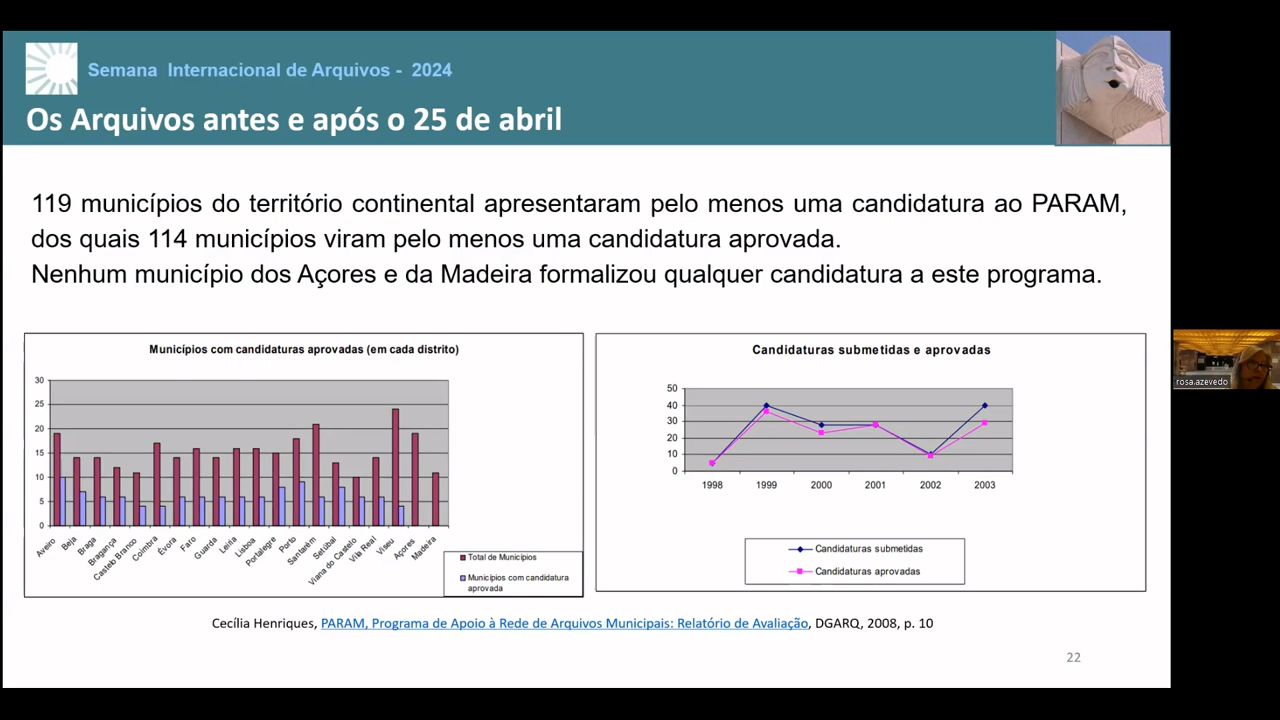 Semana Internacional de Arquivos - 2024
Os Arquivos antes e após o 25 de abril
119 municípios do território continental apresentaram pelo menos uma candidatura ao PARAM,
dos quais 114 municípios viram pelo menos uma candidatura aprovada.
Nenhum município dos Açores e da Madeira formalizou qualquer candidatura a este programa.
Municípios com candidaturas aprovadas (em cada distrito)
30
25
20
15
10
5
0
Aveiro
Beja
Braga
Bragança
Castelo Branco
Coimbra
Évora
Faro
Guarda
Leiria
Lisboa
Portalegre
Porto
Santarém
Setúbal
Viana do Castelo
Vila Real
Viseu
Açores
Madeira
Total de Municípios
Municípios com candidatura
aprovada
Candidaturas submetidas e aprovadas
50
40
30
20
10
0
1998 1999 2000 2001 2002 2003
Candidaturas submetidas
Candidaturas aprovadas
rosa.azevedo
Cecília Henriques, PARAM, Programa de Apoio à Rede de Arquivos Municipais: Relatório de Avaliação, DGARQ, 2008, p. 10
22